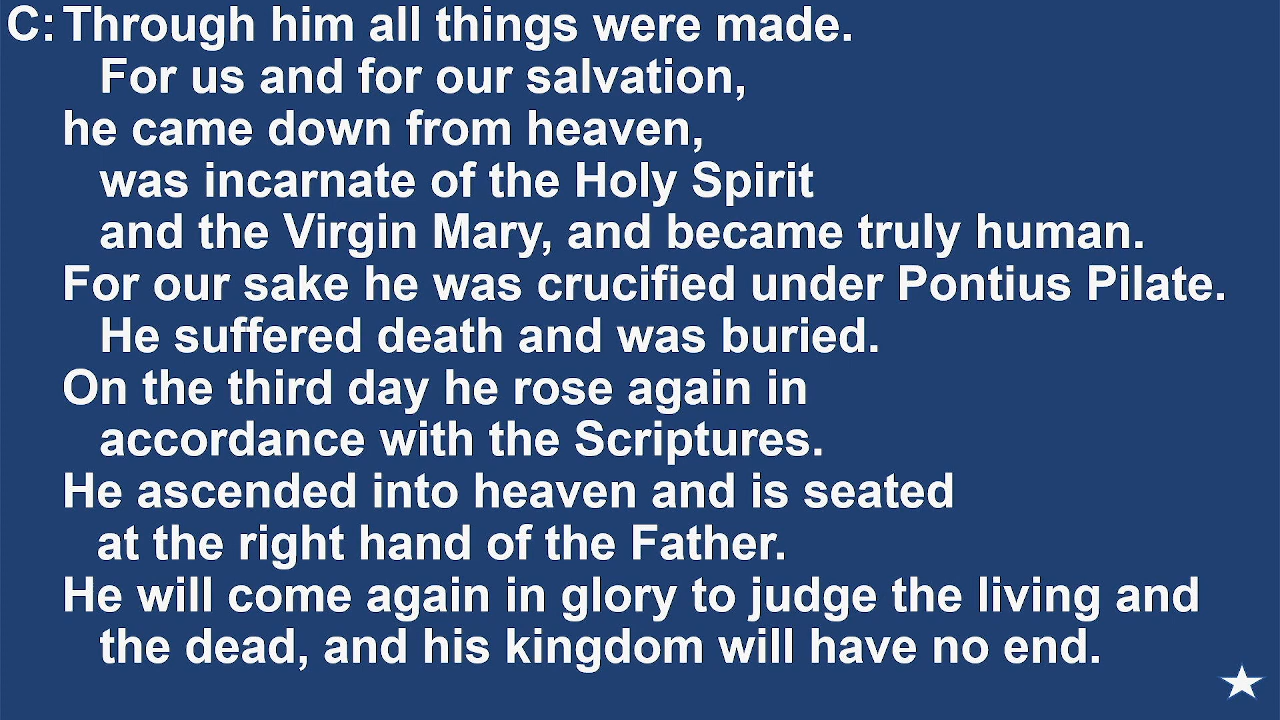 C: Through him all things were made.
For us and for our salvation,
he came down from heaven,
was incarnate of the Holy Spirit
and the Virgin Mary, and became truly human.
For our sake he was crucified under Pontius Pilate.
He suffered death and was buried.
On the third day he rose again in
accordance with the Scriptures.
He ascended into heaven and is seated
at the right hand of the Father.
He will come again in glory to judge the living and
the dead, and his kingdom will have no end.